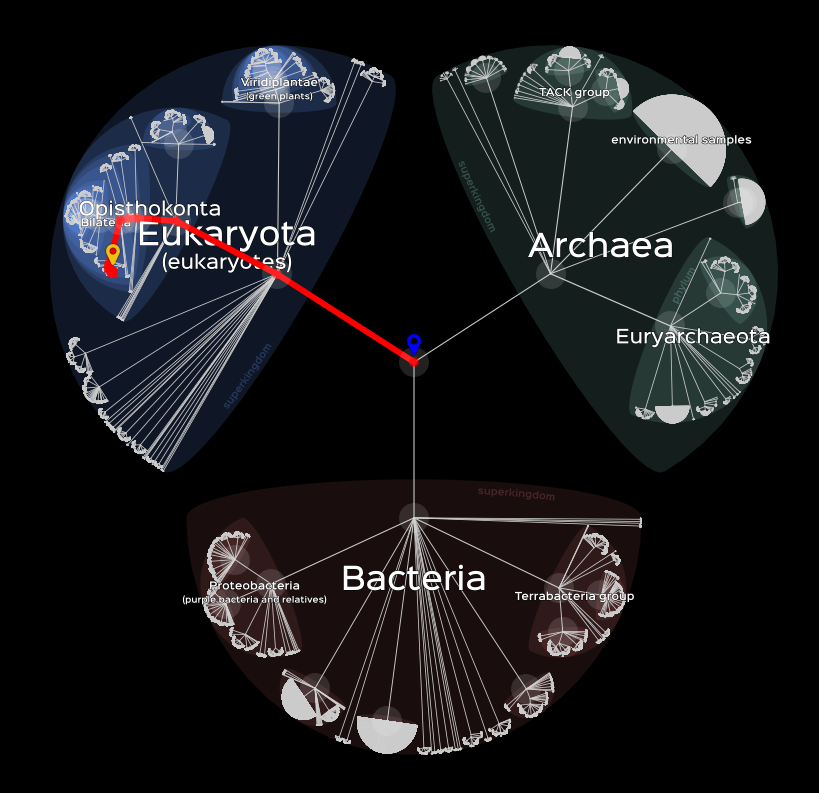 Viridiplantae
(green plants)
Opisthokonta
Bilateria
Eukaryota
(eukaryotes)
superkingdom
superkingdom
TACK group
environmental samples
Archaea
phylum
Euryarchaeota
superkingdom
Bacteria
Proteobacteria
(purple bacteria and relatives)
Terrabacteria group